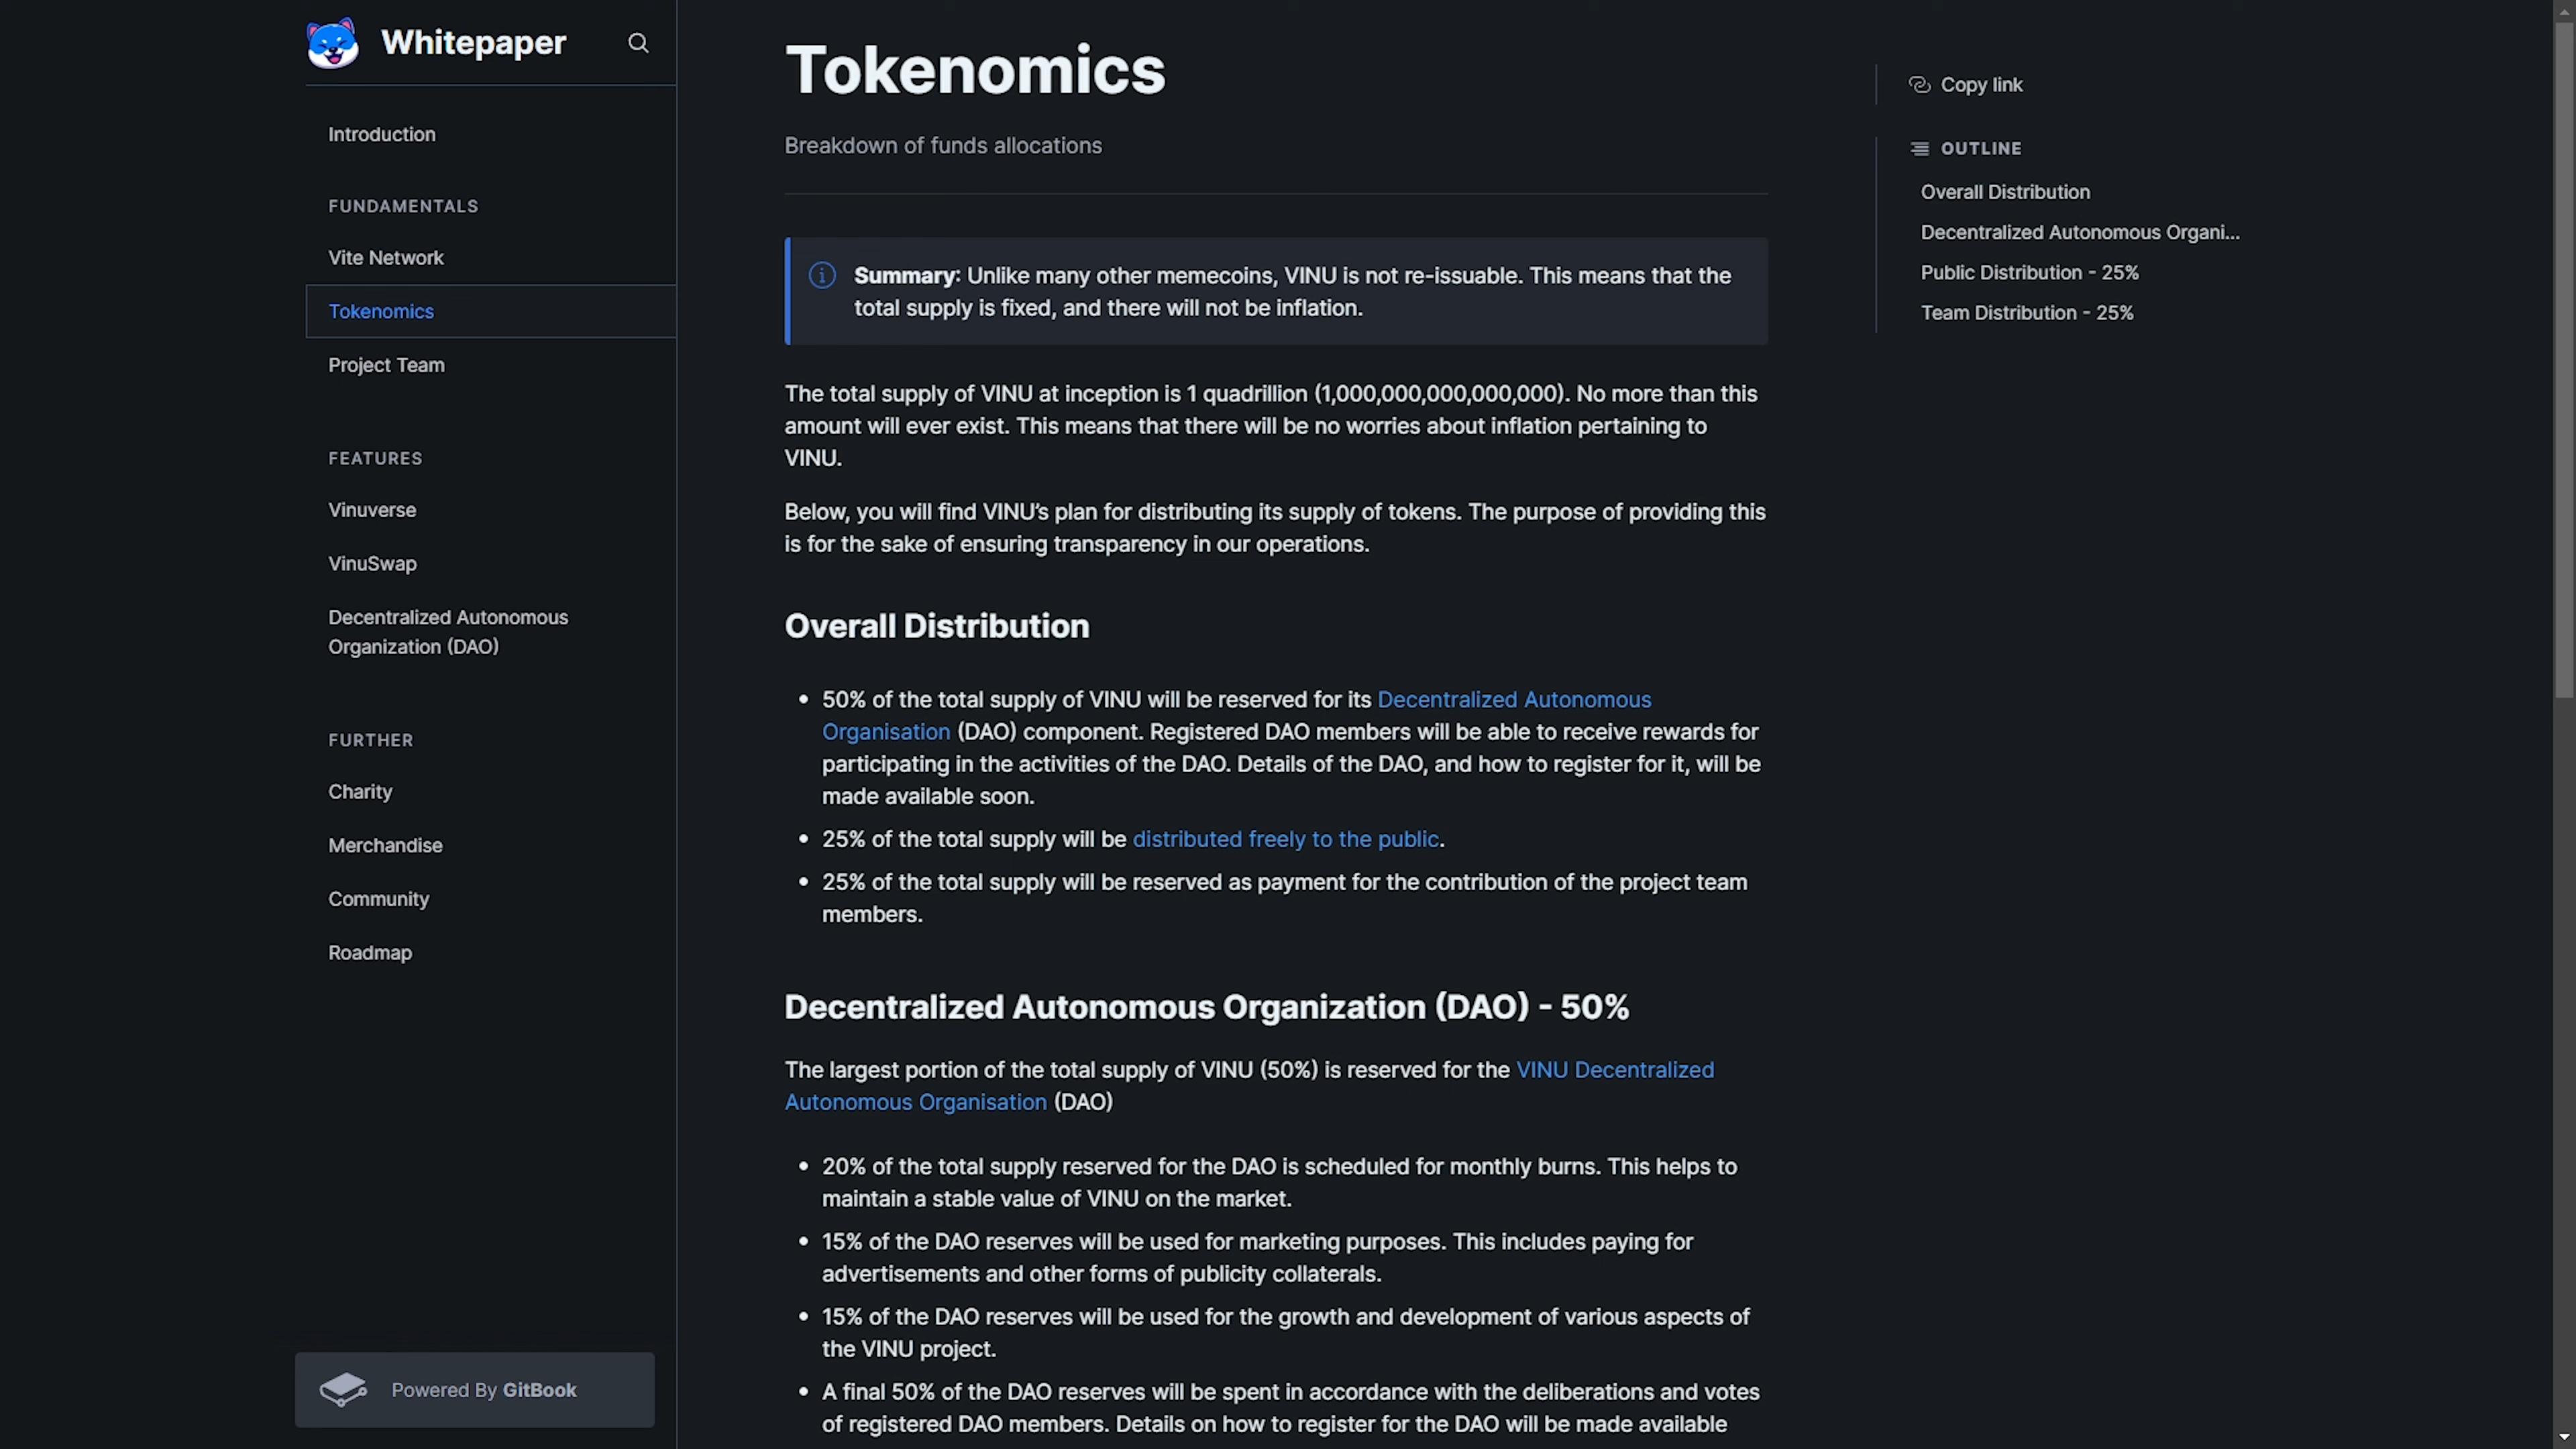 Whitepaper
Introduction
FUNDAMENTALS
Vite Network
Tokenomics
Project Team
FEATURES
Vinuverse
VinuSwap
Decentralized Autonomous
Organization (DAO)
FURTHER
Charity
Merchandise
Community
Roadmap
Powered By GitBook
Tokenomics
Breakdown of funds allocations
Summary: Unlike many other memecoins, VINU is not re-issuable. This means that the
total supply is fixed, and there will not be inflation.
The total supply of VINU at inception is 1 quadrillion (1,000,000,000,000,000). No more than this
amount will ever exist. This means that there will be no worries about inflation pertaining to
VINU.
Below, you will find VINU’s plan for distributing its supply of tokens. The purpose of providing this
is for the sake of ensuring transparency in our operations.
Overall Distribution
• 50% of the total supply of VINU will be reserved for its Decentralized Autonomous
Organisation (DAO) component. Registered DAO members will be able to receive rewards for
participating in the activities of the DAO. Details of the DAO, and how to register for it, will be
made available soon.
• 25% of the total supply will be distributed freely to the public.
• 25% of the total supply will be reserved as payment for the contribution of the project team
members.
Decentralized Autonomous Organization (DAO) - 50%
The largest portion of the total supply of VINU (50%) is reserved for the VINU Decentralized
Autonomous Organisation (DAO)
• 20% of the total supply reserved for the DAO is scheduled for monthly burns. This helps to
maintain a stable value of VINU on the market.
• 15% of the DAO reserves will be used for marketing purposes. This includes paying for
advertisements and other forms of publicity collaterals.
• 15% of the DAO reserves will be used for the growth and development of various aspects of
the VINU project.
• A final 50% of the DAO reserves will be spent in accordance with the deliberations and votes
of registered DAO members. Details on how to register for the DAO will be made available
Copy link
OUTLINE
Overall Distribution
Decentralized Autonomous Organi...
Public Distribution - 25%
Team Distribution - 25%